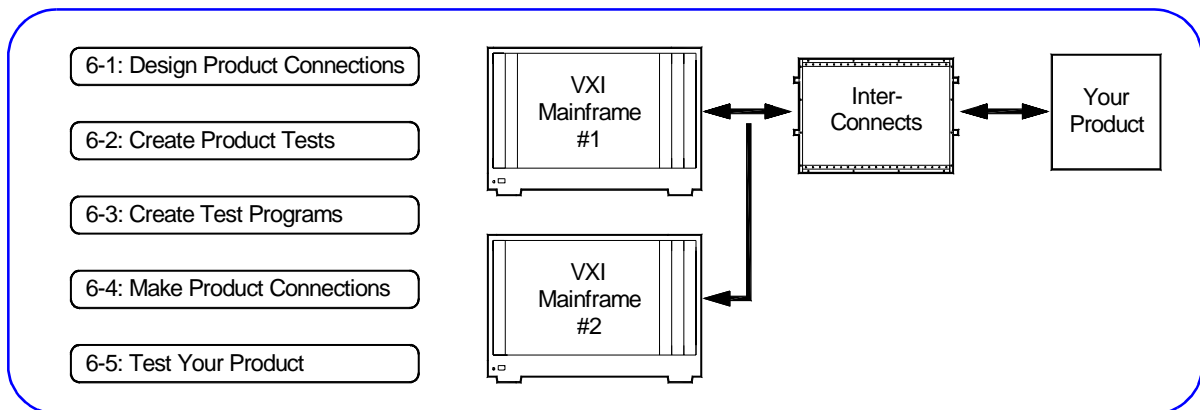 6-1: Design Product Connections
6-2: Create Product Tests
6-3: Create Test Programs
6-4: Make Product Connections
6-5: Test Your Product
VXI
Mainframe
#1
VXI
Mainframe
#2
Inter-
Connects
Your
Product